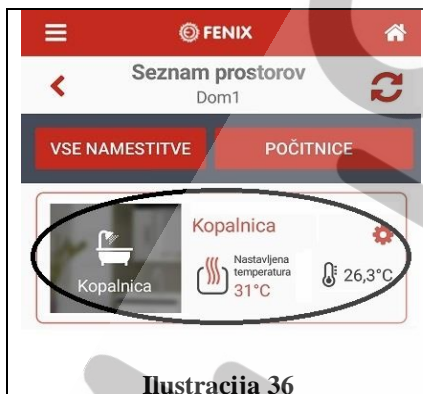 FENIX
Seznam prostorov
Dom1
VSE NAMESTITVE
POČITNICE
Kopalnica
Kopalnica
Nastavljena
temperatura
31°C
26,3°C
Ilustracija 36